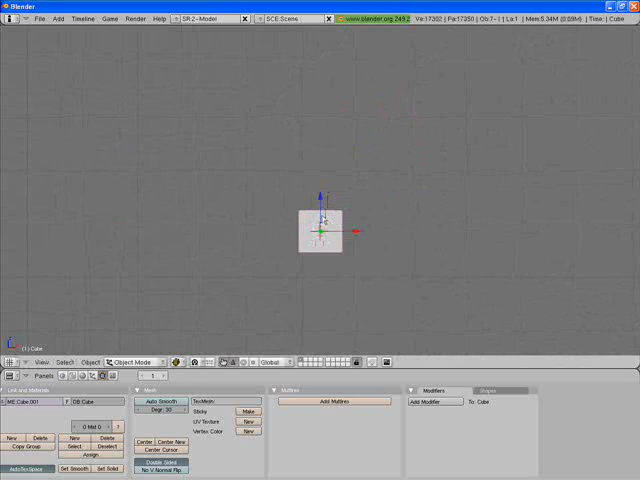 Blender
File Add Timeline Game Render Help SR:2-Model SCE:Scene www.blender.org 249.2 Ve:17302 | Fa:17350 | Ob:7-1 | La:1 | Mem:5.34M (0.09M) | Time: | Cube
(1) Cube
View Select Object Object Mode Global
Panels 1
Link and Materials Mesh Multires Modifiers Shapes
ME:Cube.001 F OB:Cube Auto Smooth TexMesh: Add Multires Add Modifier To: Cube
Degr: 30 Sticky Make
0 Mat 0 ? UV Texture New
New Delete New Delete Vertex Color New
Copy Group Select Deselect Center Center New
Assign Center Cursor
AutoTexSpace Set Smooth Set Solid Double Sided
No V.Normal Flip